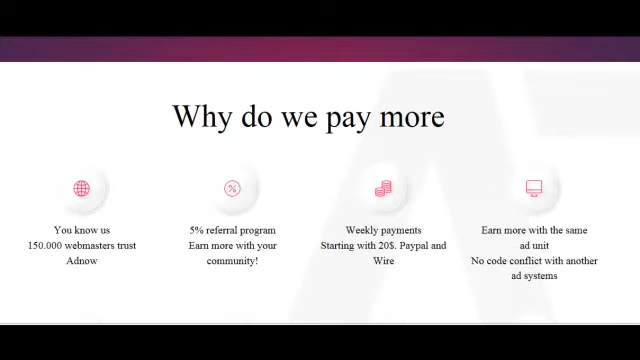 Why do we pay more
You know us
150.000 webmasters trust
Adnow
5% referral program
Earn more with your
community!
Weekly payments
Starting with 20$. Paypal and
Wire
Earn more with the same
ad unit
No code conflict with another
ad systems